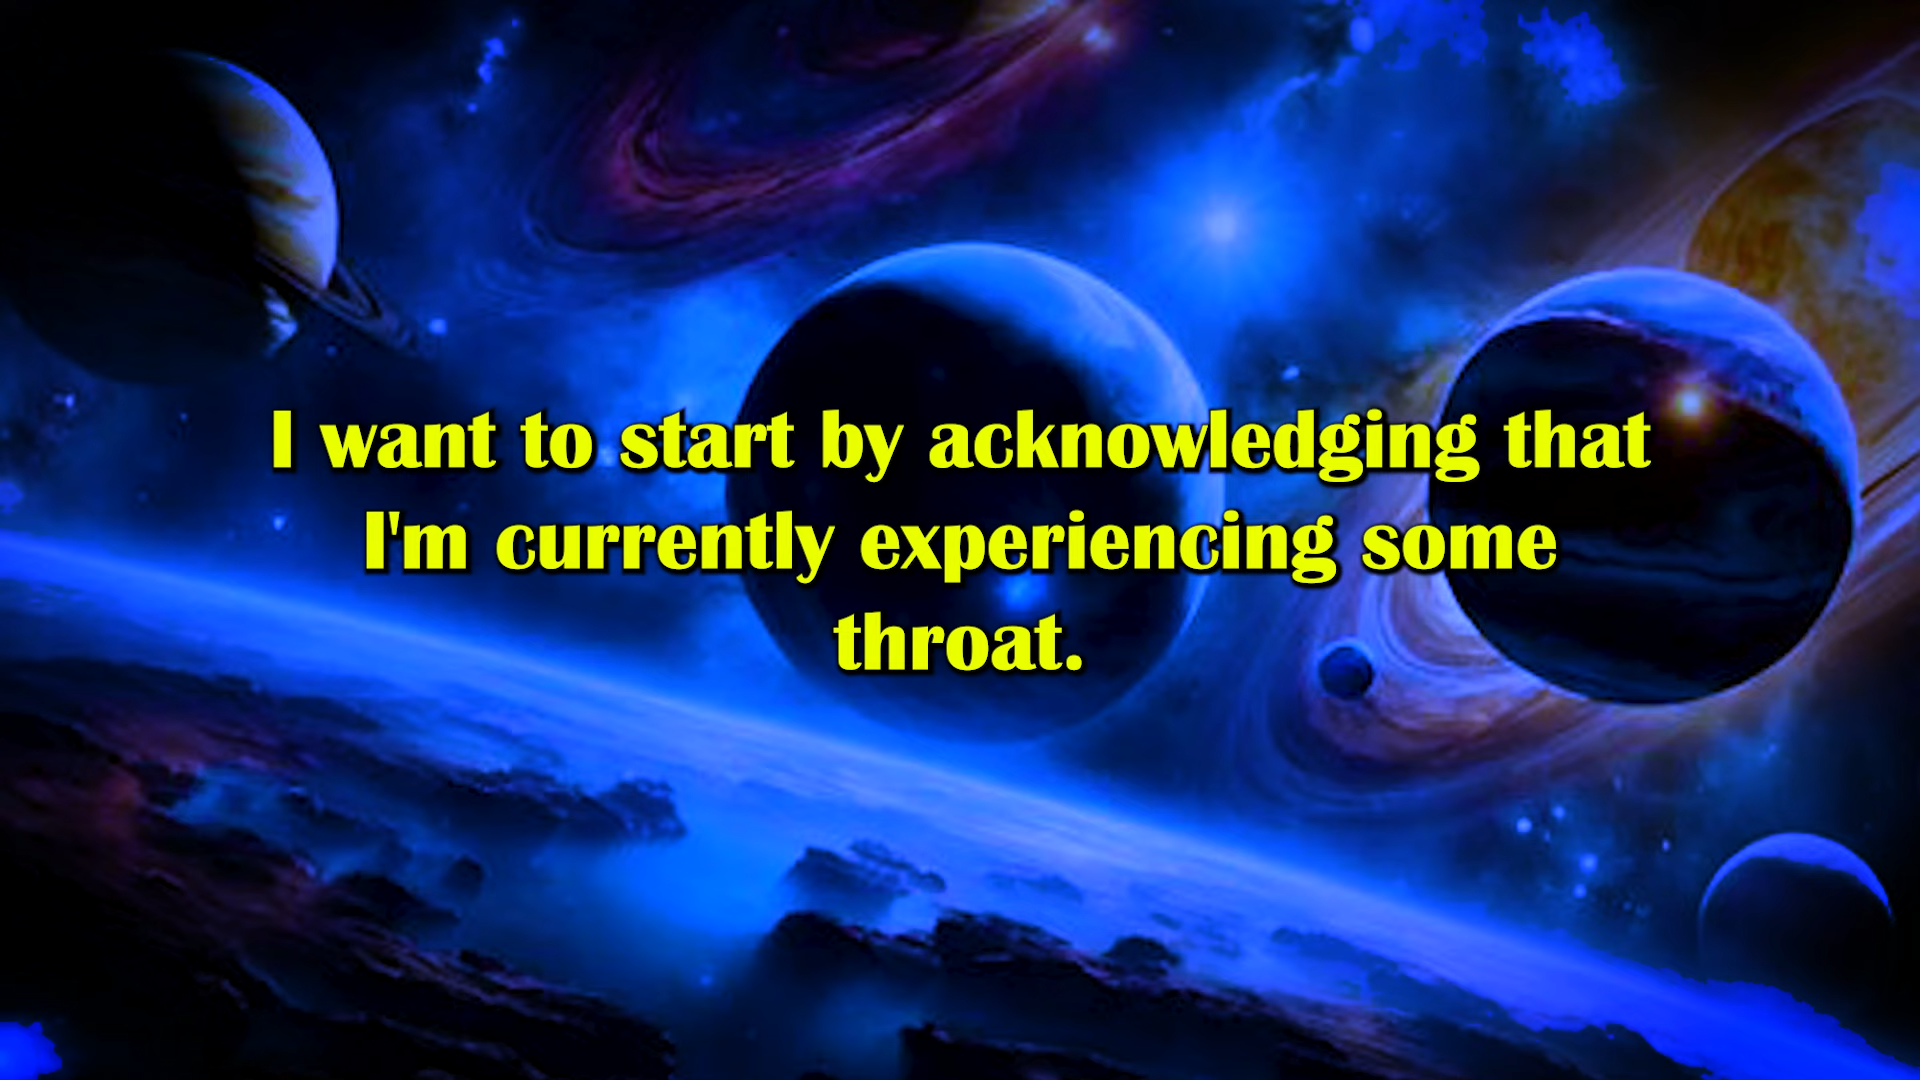 I want to start by acknowledging that
I'm currently experiencing some
throat.